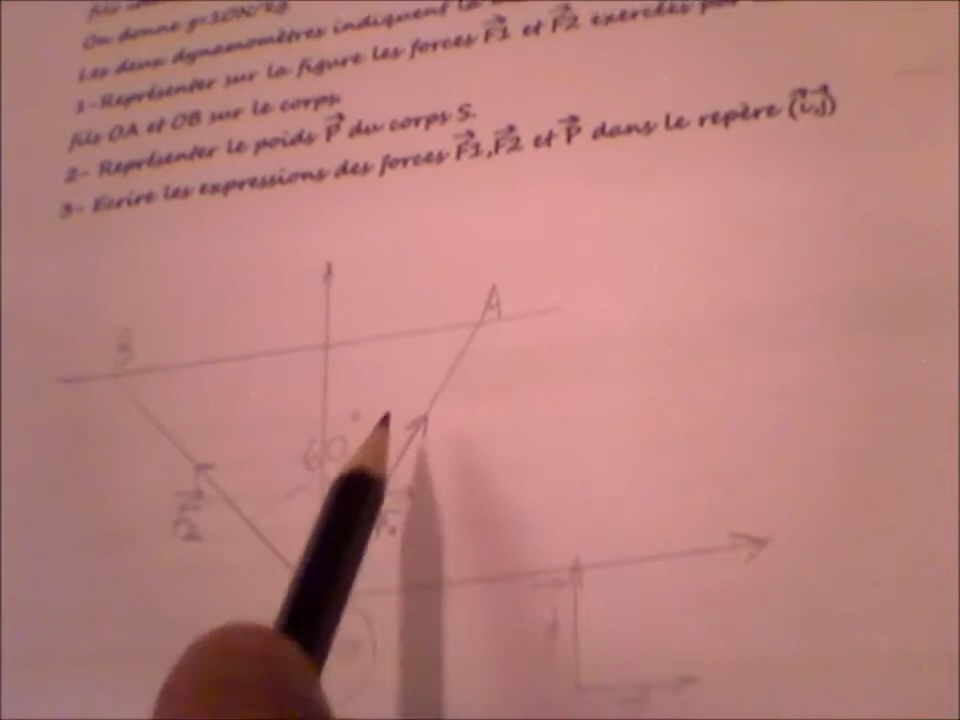 fils
On donne g=10N/kg
Les deux dynamomètres indiquent la
1-Représenter sur la figure les forces F1 et F2 exercées par
fils OA et OB sur le corps.
2- Représenter le poids P du corps S.
3- Ecrire les expressions des forces F1,F2 et P dans le repère (i,j)
A
60°